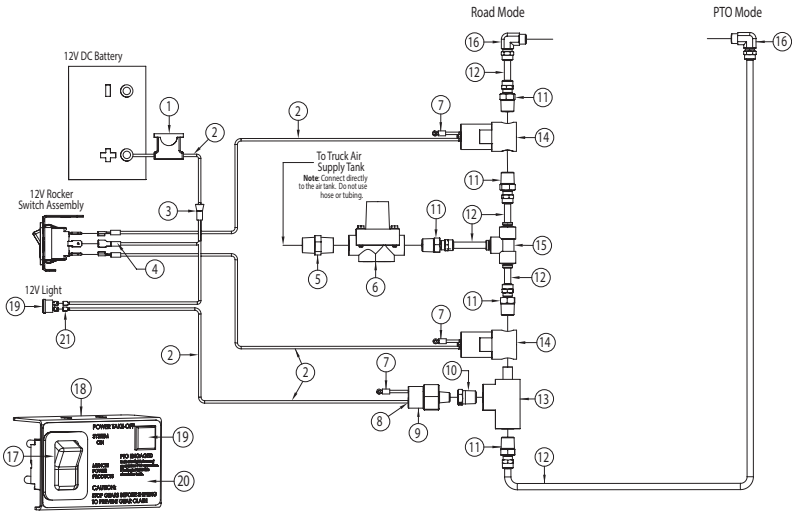 Road Mode
PTO Mode
16
16
12V DC Battery
12
1
11
2
2
7
14
To Truck Air
Supply Tank
Note: Connect directly
to the air tank. Do not use
hose or tubing.
11
12V Rocker
Switch Assembly
3
11
12
12
15
4
5
6
12V Light
19
11
21
7
14
2
2
7
10
18
13
8
9
POWER TAKE-OFF
SYSTEM
ON
19
17
PTO ENGAGED
11
12
20
CAUTION:
STOP GEARS BEFORE SHIFTING
TO PREVENT GEAR CLASH